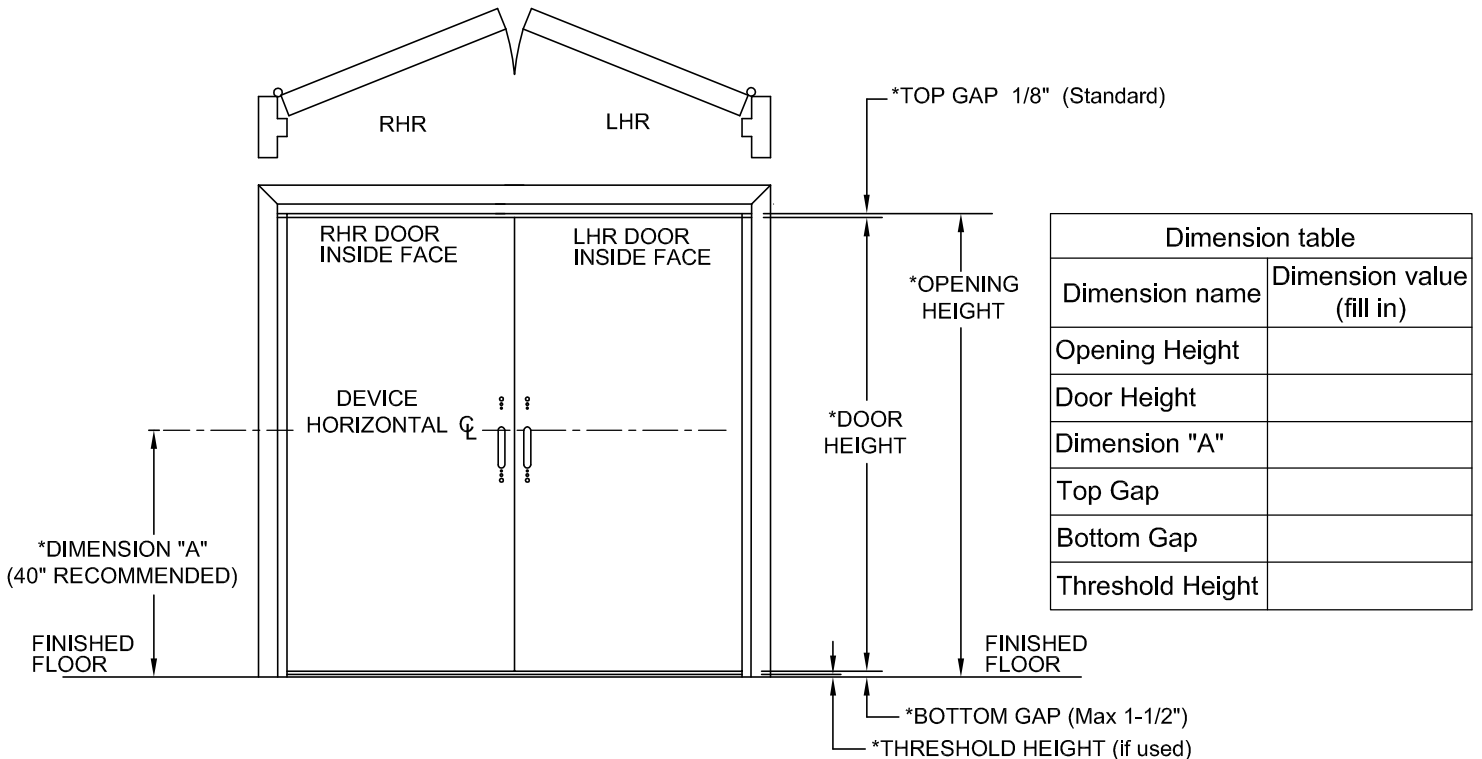 RHR
LHR
*TOP GAP 1/8" (Standard)
RHR DOOR
INSIDE FACE
LHR DOOR
INSIDE FACE
*OPENING
HEIGHT
DEVICE
HORIZONTAL ℄
*DOOR
HEIGHT
*DIMENSION "A"
(40" RECOMMENDED)
FINISHED
FLOOR
FINISHED
FLOOR
*BOTTOM GAP (Max 1-1/2")
*THRESHOLD HEIGHT (if used)
Dimension table
Dimension name
Dimension value
(fill in)
Opening Height
Door Height
Dimension "A"
Top Gap
Bottom Gap
Threshold Height